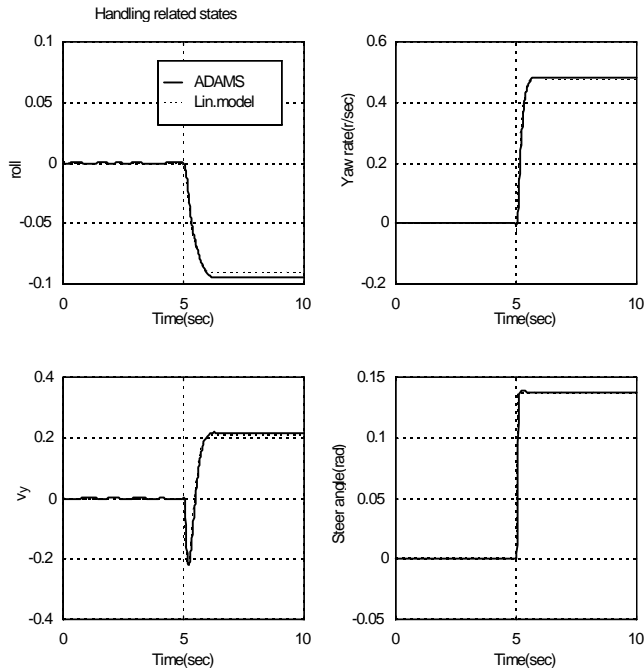 Handling related states
0.1
0.05
0
-0.05
-0.1
roll
ADAMS
Lin.model
0
5
10
Time(sec)
0.6
0.4
0.2
0
-0.2
Yaw rate(r/sec)
0
5
10
Time(sec)
0.4
0.2
0
-0.2
-0.4
vy
0
5
10
Time(sec)
0.15
0.1
0.05
0
-0.05
Steer angle(rad)
0
5
10
Time(sec)